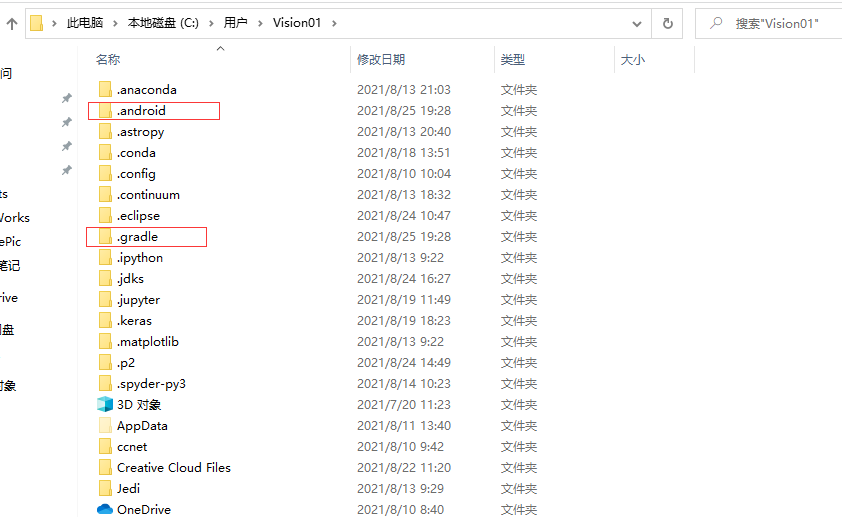 此电脑 › 本地磁盘 (C:) › 用户 › Vision01 › 搜索"Vision01"
名称 修改日期 类型 大小
问
.anaconda 2021/8/13 21:03 文件夹
.android 2021/8/25 19:28 文件夹
.astropy 2021/8/13 20:40 文件夹
.conda 2021/8/18 13:51 文件夹
.config 2021/8/10 10:04 文件夹
ts .continuum 2021/8/13 18:32 文件夹
Works .eclipse 2021/8/24 10:47 文件夹
ePic .gradle 2021/8/25 19:28 文件夹
笔记 .ipython 2021/8/13 9:22 文件夹
.jdks 2021/8/24 16:27 文件夹
rive .jupyter 2021/8/19 11:49 文件夹
.keras 2021/8/19 18:23 文件夹
盘 .matplotlib 2021/8/13 9:22 文件夹
.p2 2021/8/24 14:49 文件夹
对象 .spyder-py3 2021/8/14 10:23 文件夹
3D 对象 2021/7/20 11:23 文件夹
AppData 2021/8/11 13:40 文件夹
ccnet 2021/8/10 9:42 文件夹
Creative Cloud Files 2021/8/22 11:20 文件夹
Jedi 2021/8/13 9:29 文件夹
OneDrive 2021/8/10 8:40 文件夹